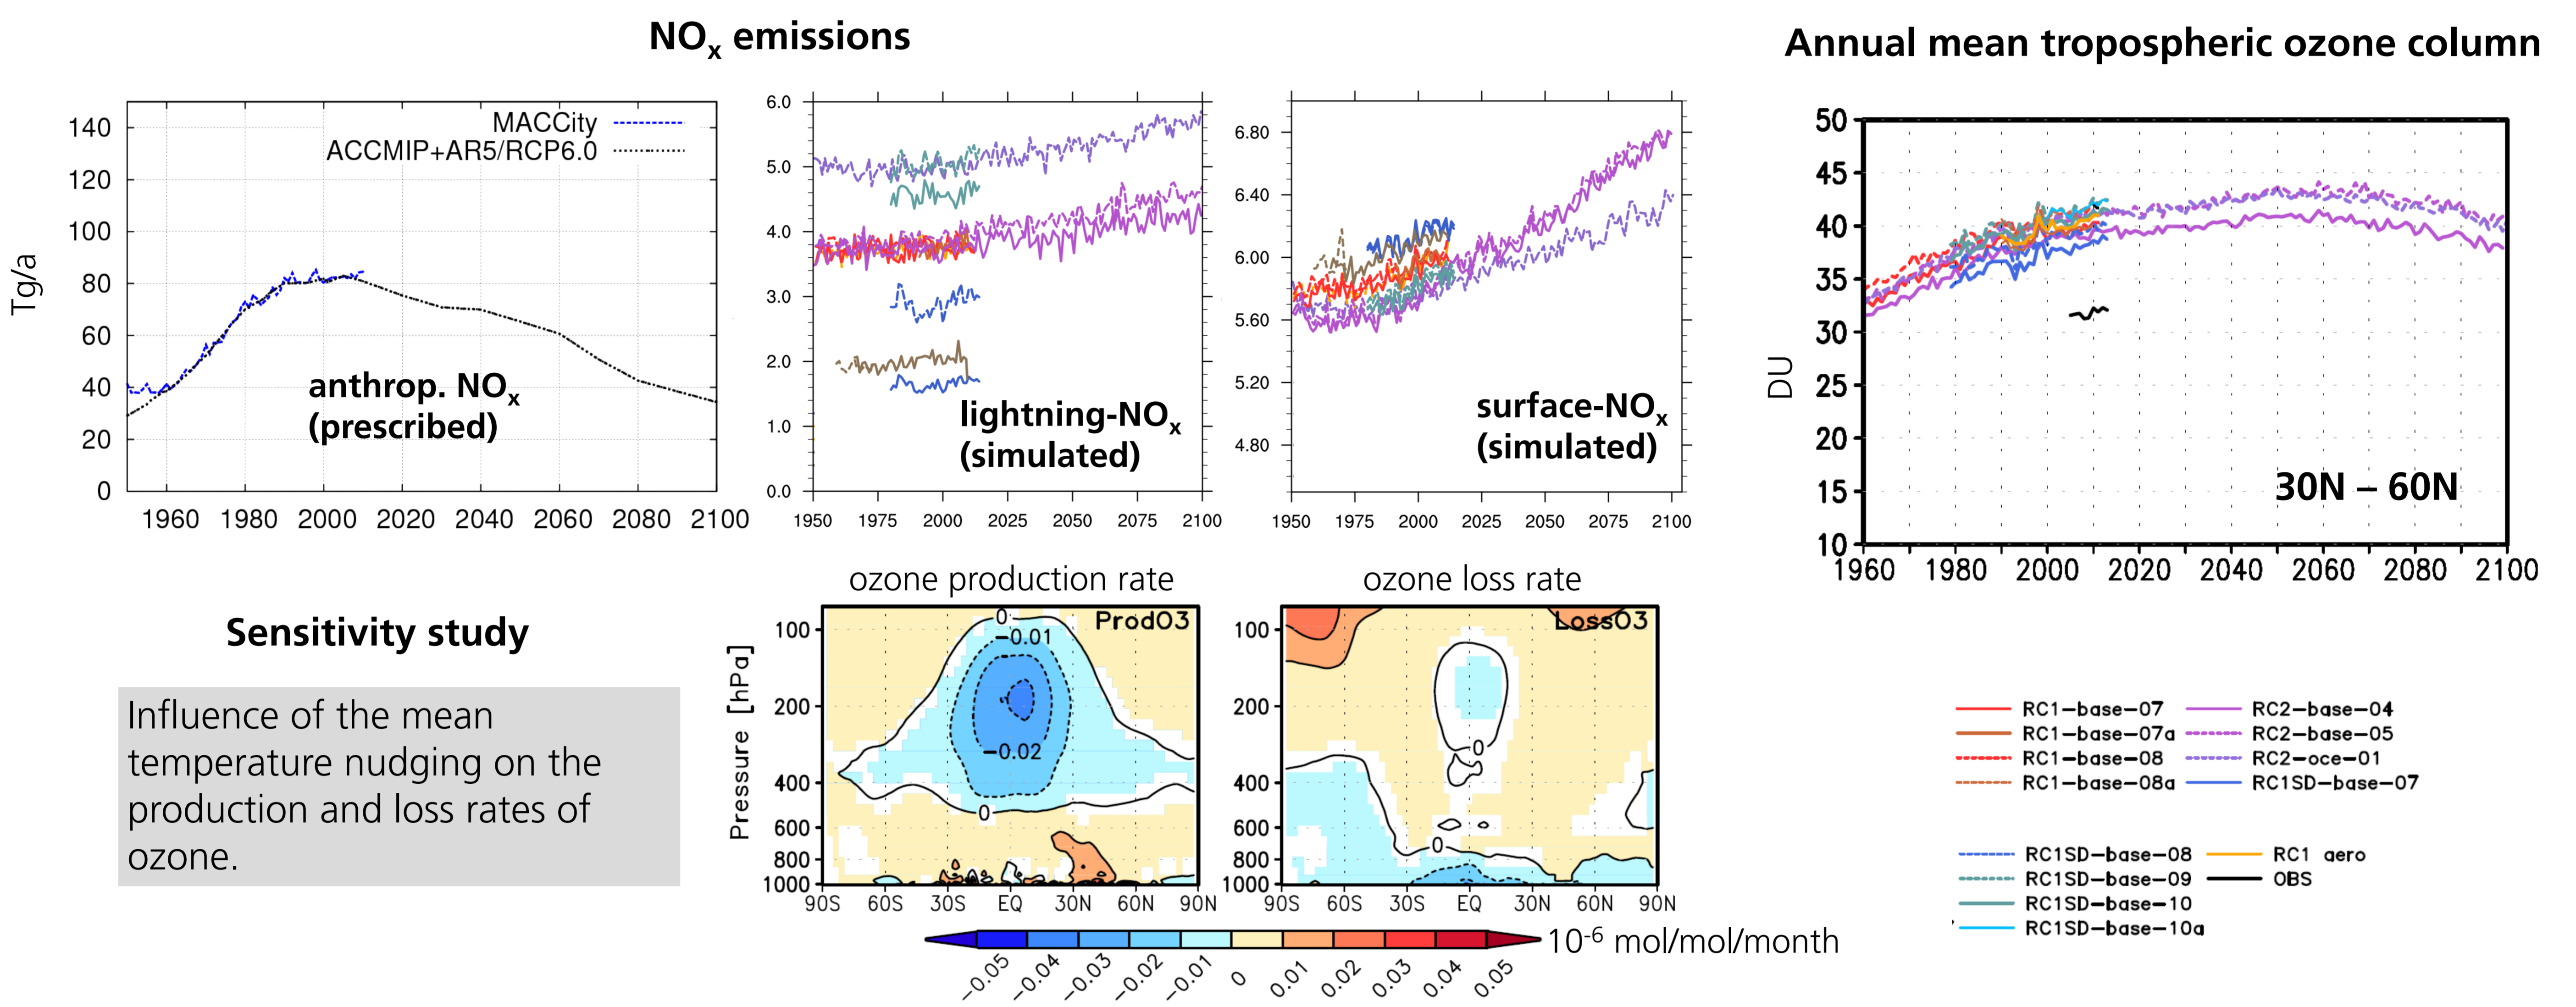 NOx emissions
Annual mean tropospheric ozone column
Tg/a
140
120
100
80
60
40
20
0
MACCity
ACCMIP+AR5/RCP6.0
anthrop. NOx
(prescribed)
1960 1980 2000 2020 2040 2060 2080 2100
6.0
5.0
4.0
3.0
2.0
1.0
0.0
lightning-NOx
(simulated)
1950 1975 2000 2025 2050 2075 2100
6.80
6.40
6.00
5.60
5.20
4.80
surface-NOx
(simulated)
1950 1975 2000 2025 2050 2075 2100
DU
50
45
40
35
30
25
20
15
10
30N – 60N
1960 1980 2000 2020 2040 2060 2080 2100
Sensitivity study
Influence of the mean
temperature nudging on the
production and loss rates of
ozone.
ozone production rate
Pressure [hPa]
100
200
400
600
800
1000
ProdO3
0
−0.01
−0.02
0
90S 60S 30S EQ 30N 60N 90N
ozone loss rate
100
200
400
600
800
1000
LossO3
0
0
90S 60S 30S EQ 30N 60N 90N
10-6 mol/mol/month
−0.05 −0.04 −0.03 −0.02 −0.01 0 0.01 0.02 0.03 0.04 0.05
RC1−base−07
RC1−base−07a
RC1−base−08
RC1−base−08a
RC2−base−04
RC2−base−05
RC2−oce−01
RC1SD−base−07
RC1SD−base−08
RC1SD−base−09
RC1SD−base−10
RC1SD−base−10a
RC1 aero
OBS